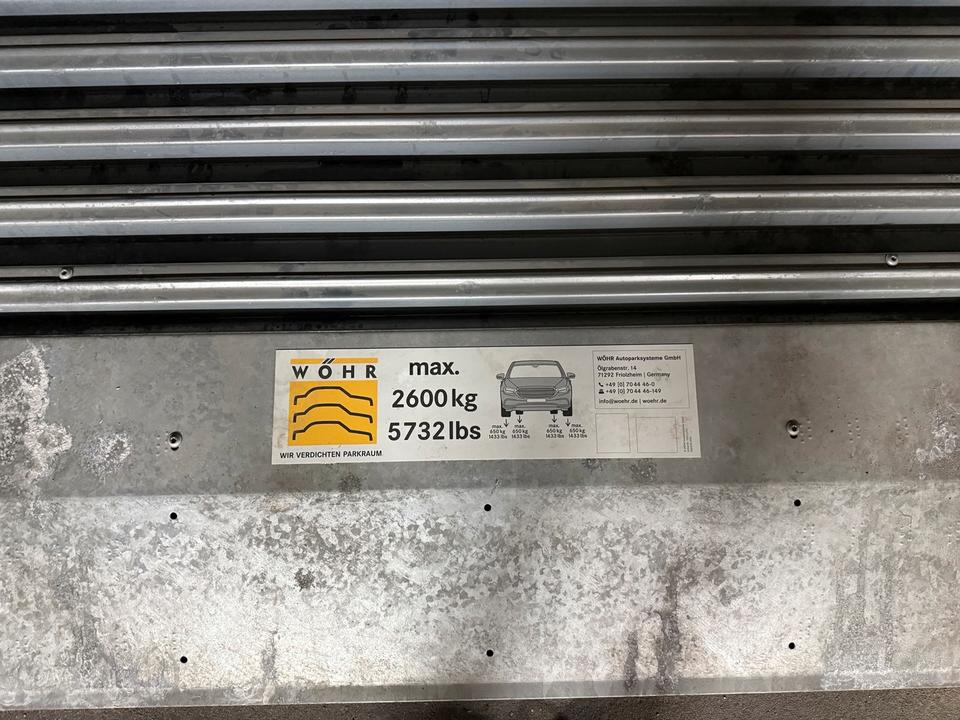 WÖHR
WIR VERDICHTEN PARKRAUM
max.
2600 kg
5732 lbs
max. 650 kg 1433 lbs
max. 650 kg 1433 lbs
max. 650 kg 1433 lbs
max. 650 kg 1433 lbs
WÖHR Autoparksysteme GmbH
Ölgrabenstr. 14
71292 Friolzheim | Germany
+49 [0] 70 44 46-0
+49 [0] 70 44 46-149
info@woehr.de | woehr.de